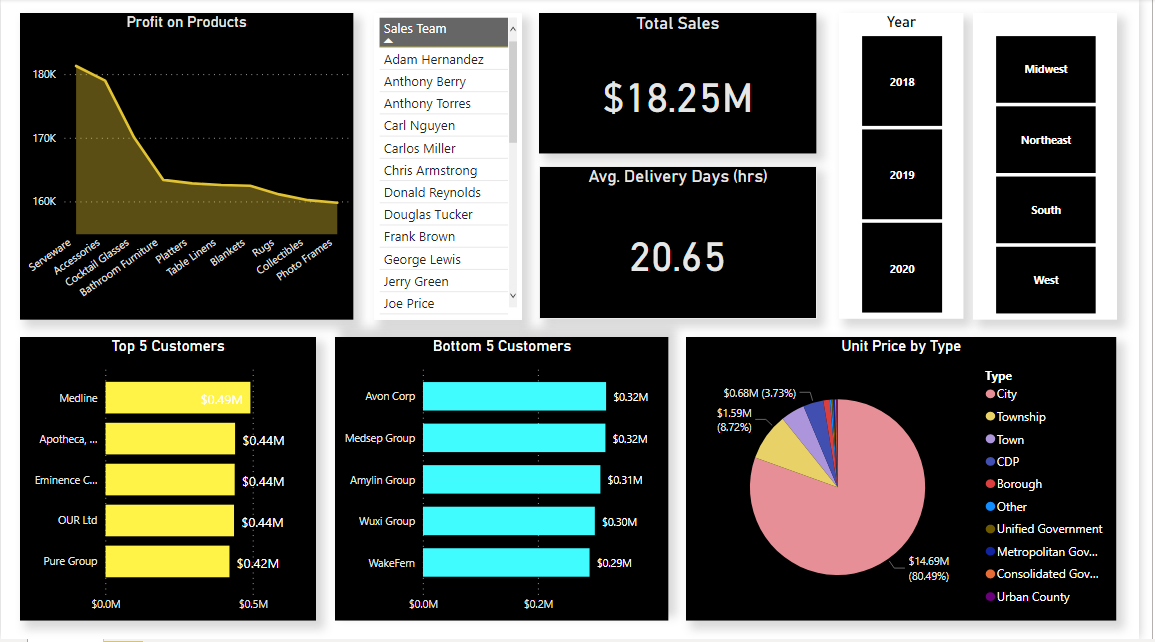 Profit on Products
180K
170K
160K
Serveware
Accessories
Cocktail Glasses
Bathroom Furniture
Platters
Table Linens
Blankets
Rugs
Collectibles
Photo Frames
Sales Team
Adam Hernandez
Anthony Berry
Anthony Torres
Carl Nguyen
Carlos Miller
Chris Armstrong
Donald Reynolds
Douglas Tucker
Frank Brown
George Lewis
Jerry Green
Joe Price
Total Sales
$18.25M
Avg. Delivery Days (hrs)
20.65
Year
2018
2019
2020
Midwest
Northeast
South
West
Top 5 Customers
Medline
$0.49M
Apotheca, ...
$0.44M
Eminence C...
$0.44M
OUR Ltd
$0.44M
Pure Group
$0.42M
$0.0M
$0.5M
Bottom 5 Customers
Avon Corp
$0.32M
Medsep Group
$0.32M
Amylin Group
$0.31M
Wuxi Group
$0.30M
WakeFern
$0.29M
$0.0M
$0.2M
Unit Price by Type
$0.68M (3.73%)
$1.59M
(8.72%)
$14.69M
(80.49%)
Type
City
Township
Town
CDP
Borough
Other
Unified Government
Metropolitan Gov...
Consolidated Gov...
Urban County